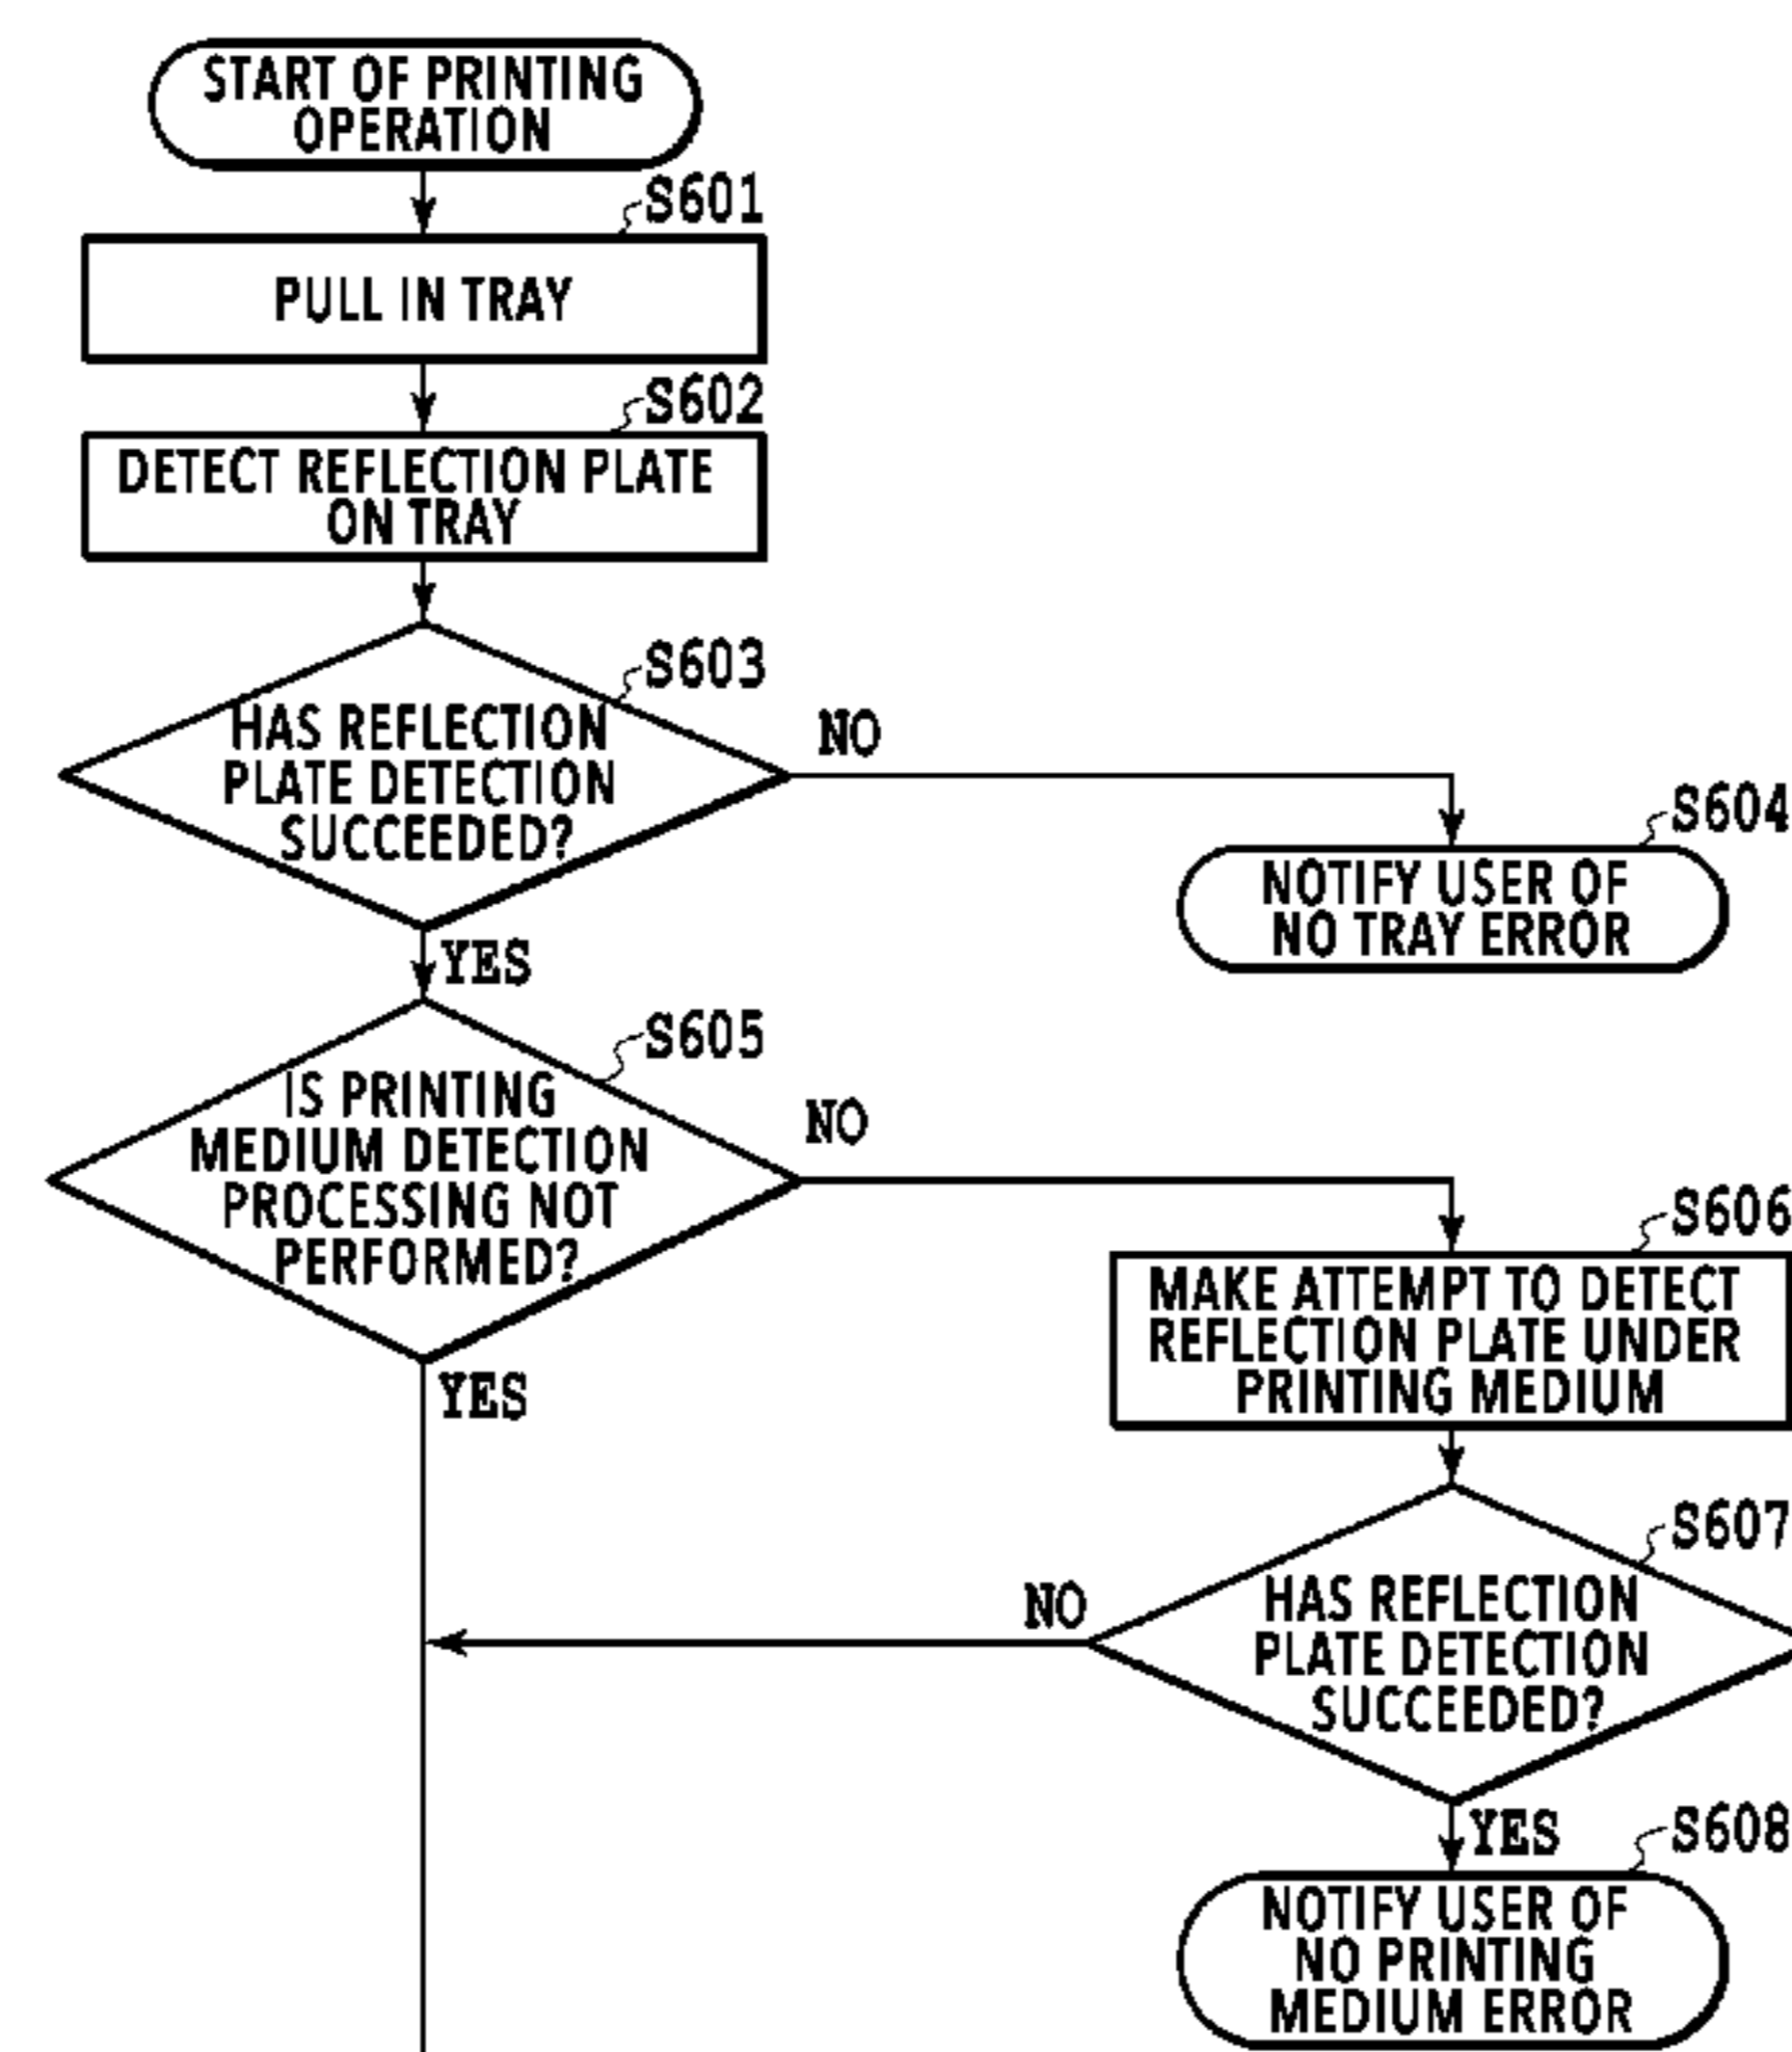 START OF PRINTING
OPERATION
S601
PULL IN TRAY
S602
DETECT REFLECTION PLATE
ON TRAY
S603
HAS REFLECTION
PLATE DETECTION
SUCCEEDED?
NO
S604
NOTIFY USER OF
NO TRAY ERROR
YES
S605
IS PRINTING
MEDIUM DETECTION
PROCESSING NOT
PERFORMED?
NO
S606
MAKE ATTEMPT TO DETECT
REFLECTION PLATE UNDER
PRINTING MEDIUM
YES
S607
HAS REFLECTION
PLATE DETECTION
SUCCEEDED?
NO
YES
S608
NOTIFY USER OF
NO PRINTING
MEDIUM ERROR